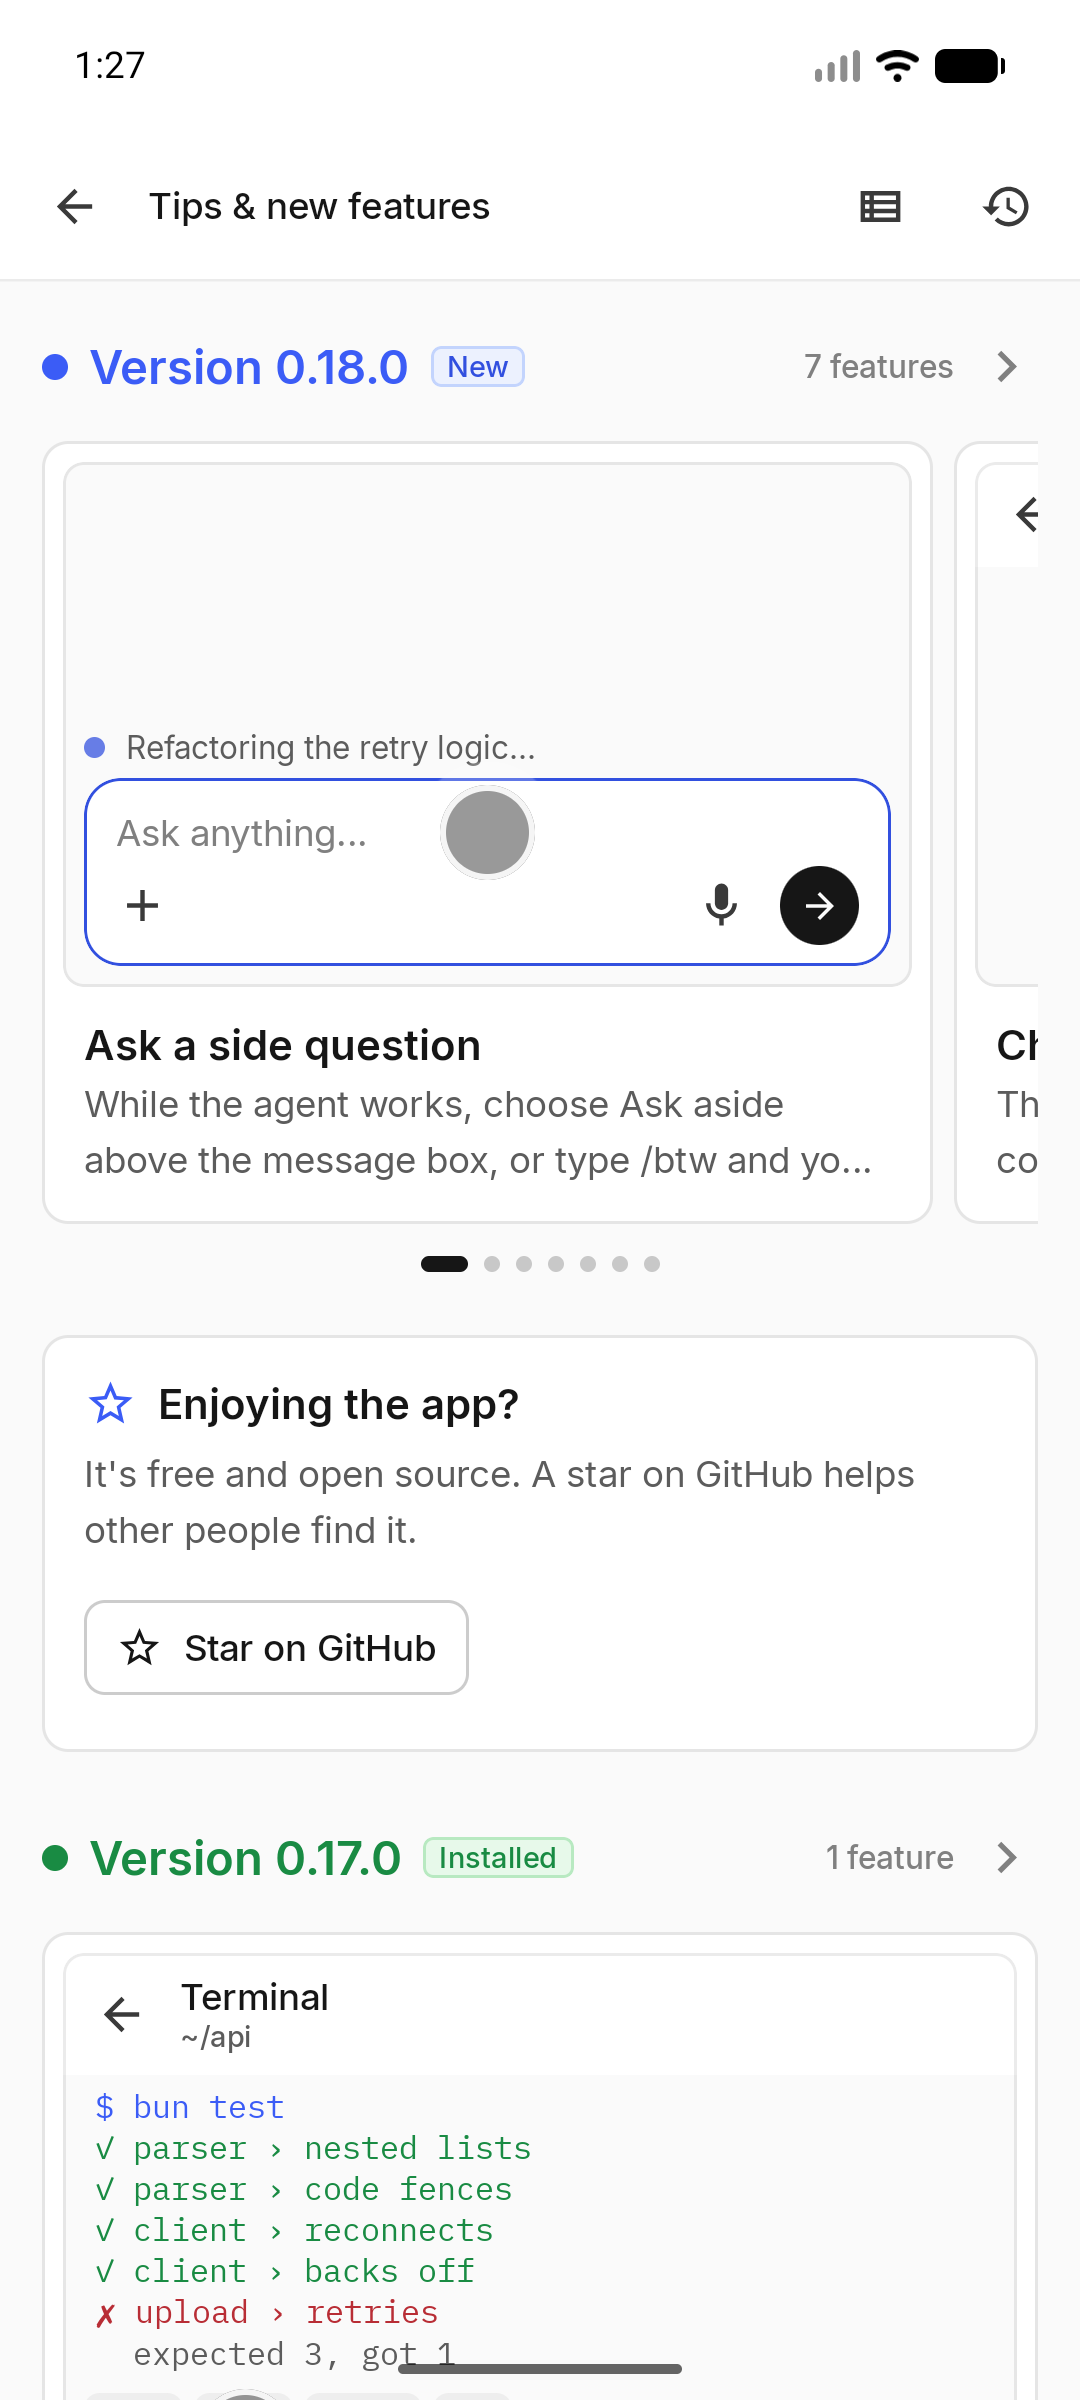 1:27
Tips & new features
Version 0.18.0 New 7 features
Refactoring the retry logic...
Ask anything...
Ask a side question
While the agent works, choose Ask aside
above the message box, or type /btw and yo...
Ch
Th
co
Enjoying the app?
It's free and open source. A star on GitHub helps
other people find it.
Star on GitHub
Version 0.17.0 Installed 1 feature
Terminal
~/api
$ bun test
✓ parser › nested lists
✓ parser › code fences
✓ client › reconnects
✓ client › backs off
✗ upload › retries
expected 3, got 1